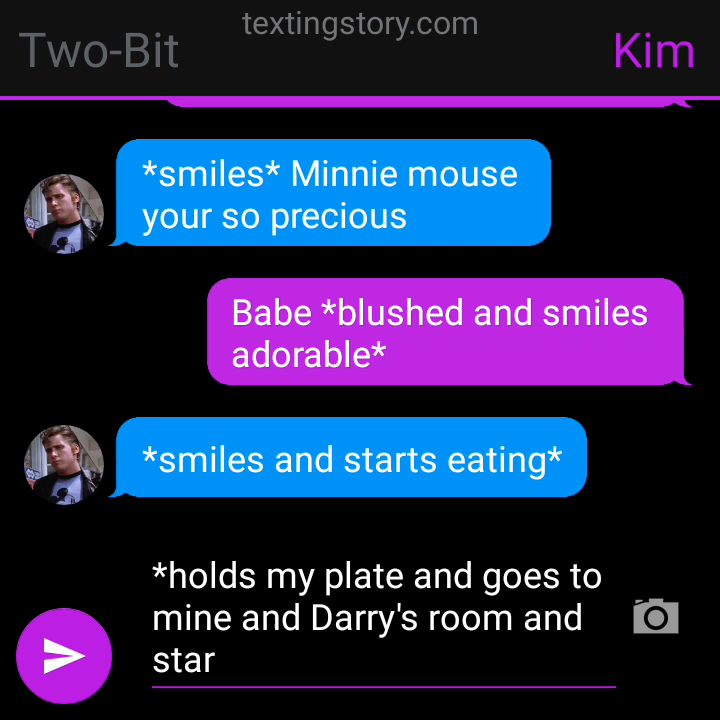 textingstory.com
Two-Bit
Kim
*smiles* Minnie mouse
your so precious
Babe *blushed and smiles
adorable*
*smiles and starts eating*
*holds my plate and goes to
mine and Darry's room and
star